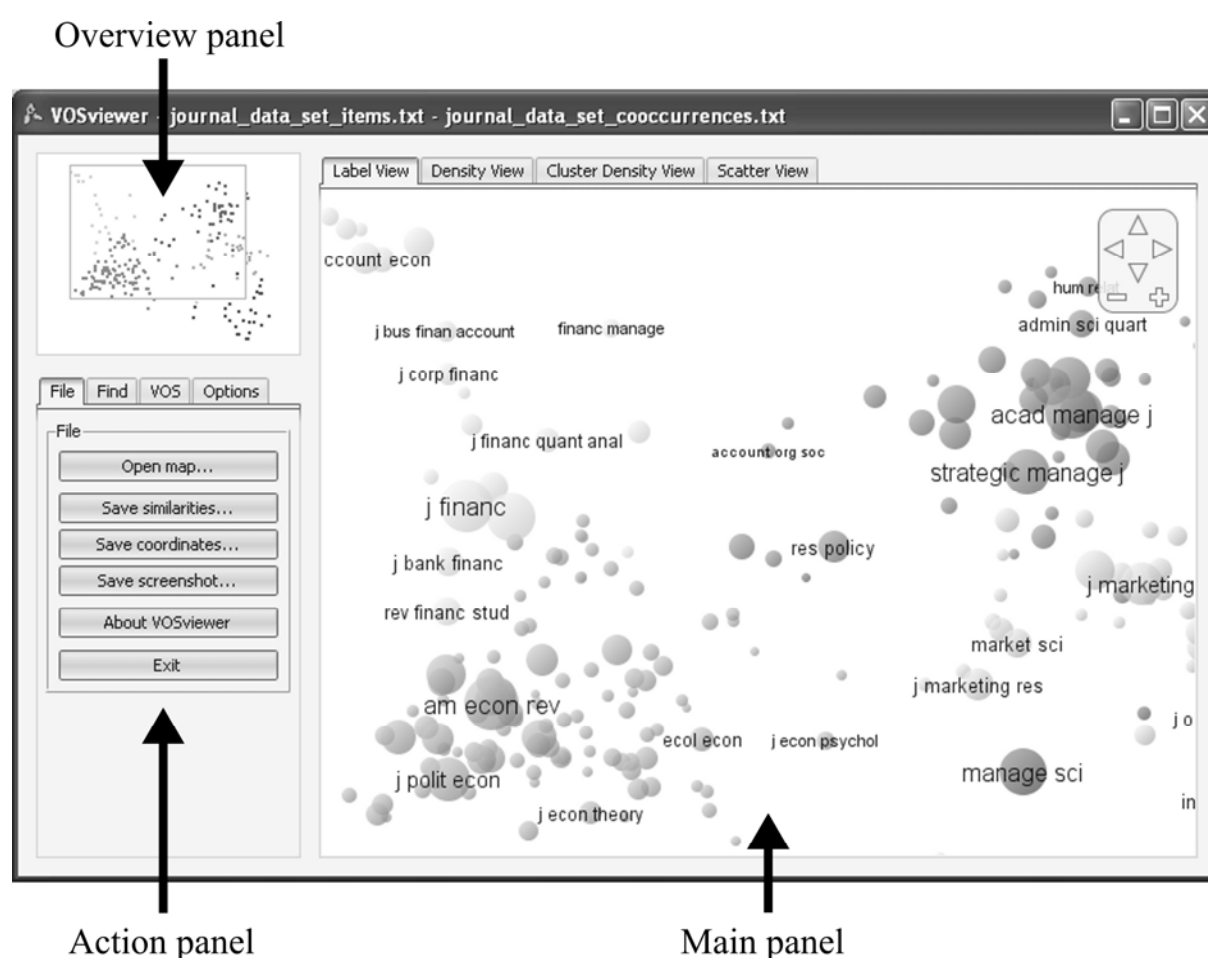 Overview panel
VOSviewer - journal_data_set_items.txt - journal_data_set_cooccurrences.txt
Label View Density View Cluster Density View Scatter View
ccount econ
hum relat
j bus finan account financ manage admin sci quart
j corp financ
File Find VOS Options
acad manage j
File
j financ quant anal
account org soc
Open map...
strategic manage j
Save similarities...
j financ
Save coordinates...
res policy
j bank financ
Save screenshot...
j marketing
rev financ stud
About VOSviewer
market sci
Exit
j marketing res
am econ rev
j o
ecol econ j econ psychol
j polit econ manage sci
in
j econ theory
Action panel Main panel